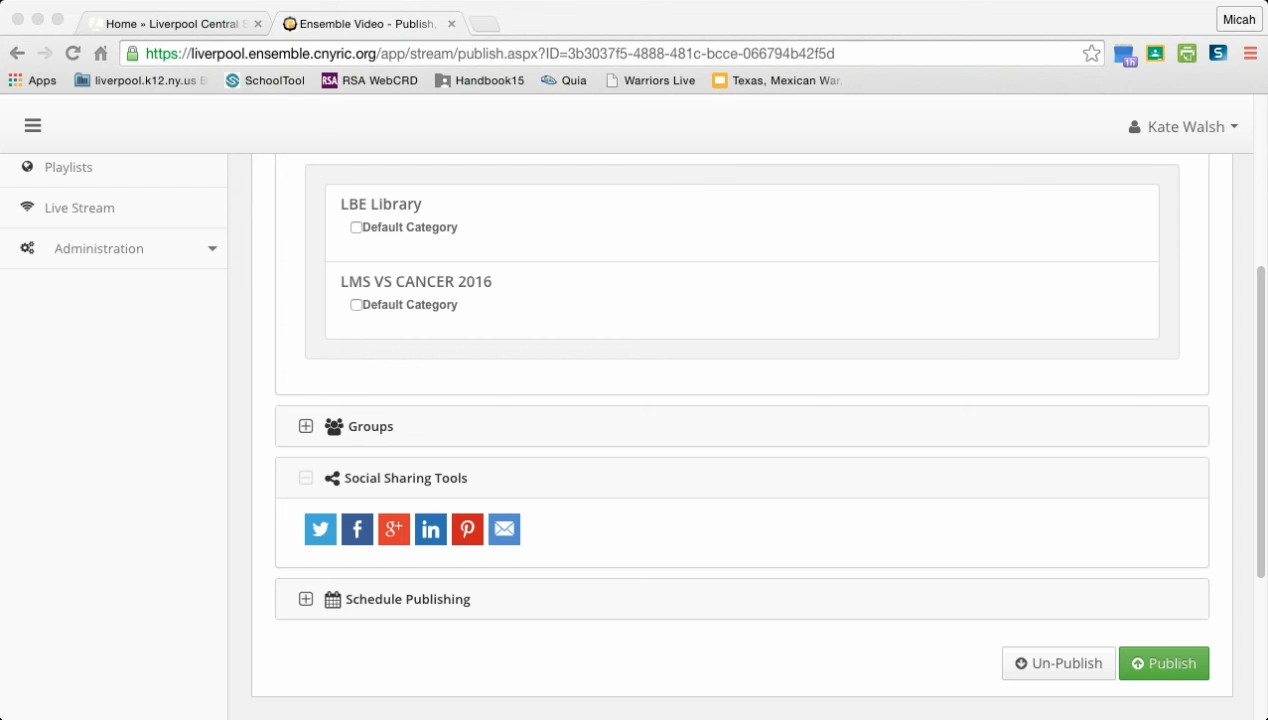 Home » Liverpool Central S
Ensemble Video - Publish,
Micah
https://liverpool.ensemble.cnyric.org/app/stream/publish.aspx?ID=3b3037f5-4888-481c-bcce-066794b42f5d
1h
S
Apps
liverpool.k12.ny.us
SchoolTool
RSA RSA WebCRD
Handbook15
Quia
Warriors Live
Texas, Mexican War
Kate Walsh
Playlists
Live Stream
Administration
LBE Library
Default Category
LMS VS CANCER 2016
Default Category
Groups
Social Sharing Tools
f g+ in
Schedule Publishing
Un-Publish
Publish